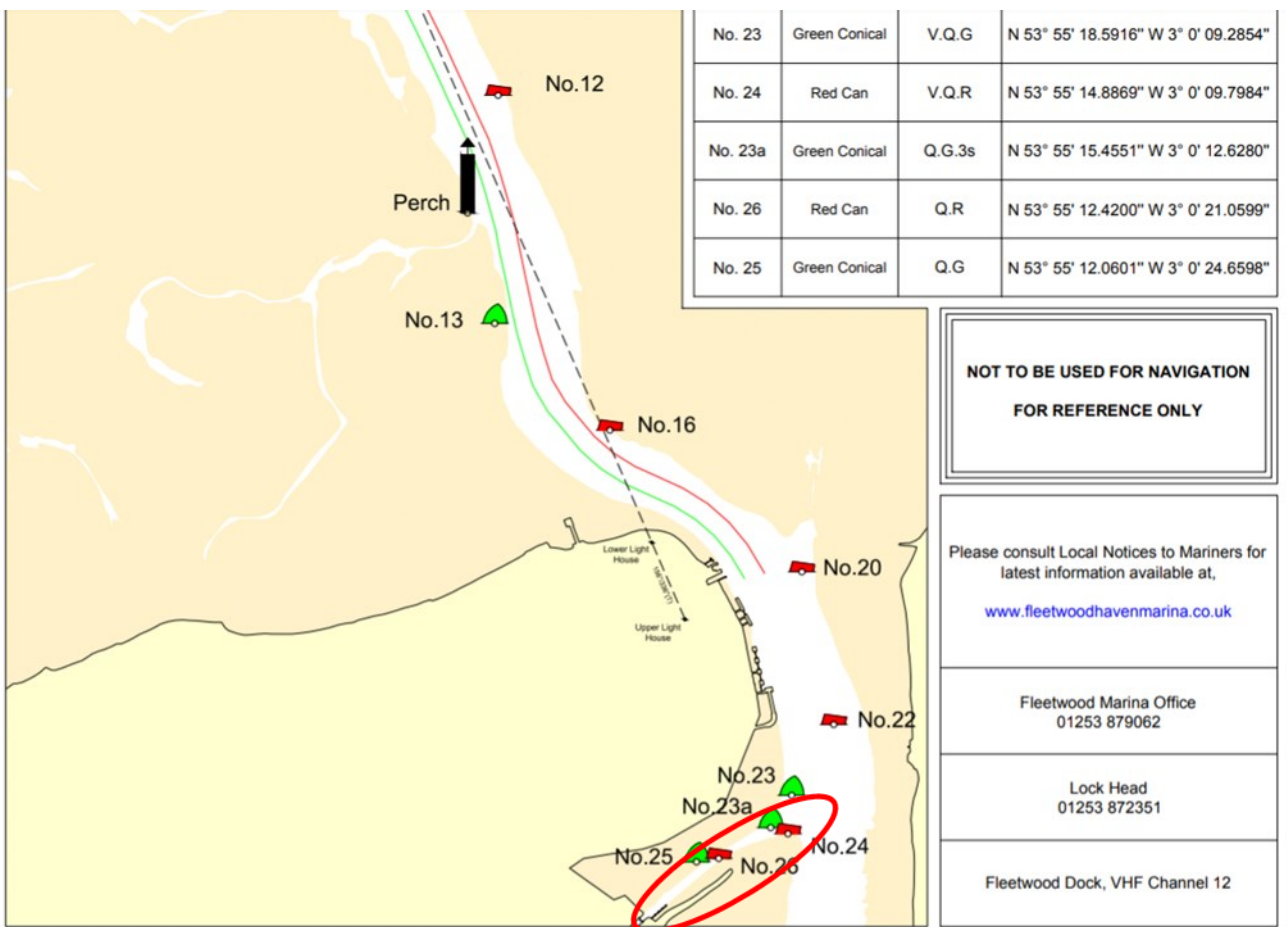 No. 23 Green Conical V.Q.G N 53° 55' 18.5916" W 3° 0' 09.2854"
No. 24 Red Can V.Q.R N 53° 55' 14.8869" W 3° 0' 09.7984"
No. 23a Green Conical Q.G.3s N 53° 55' 15.4551" W 3° 0' 12.6280"
No. 26 Red Can Q.R N 53° 55' 12.4200" W 3° 0' 21.0599"
No. 25 Green Conical Q.G N 53° 55' 12.0601" W 3° 0' 24.6598"
No.12
Perch
No.13
No.16
Lower Light
House
Upper Light
House
No.20
No.22
No.23
No.23a
No.24
No.25
No.26
NOT TO BE USED FOR NAVIGATION
FOR REFERENCE ONLY
Please consult Local Notices to Mariners for
latest information available at,
www.fleetwoodhavenmarina.co.uk
Fleetwood Marina Office
01253 879062
Lock Head
01253 872351
Fleetwood Dock, VHF Channel 12